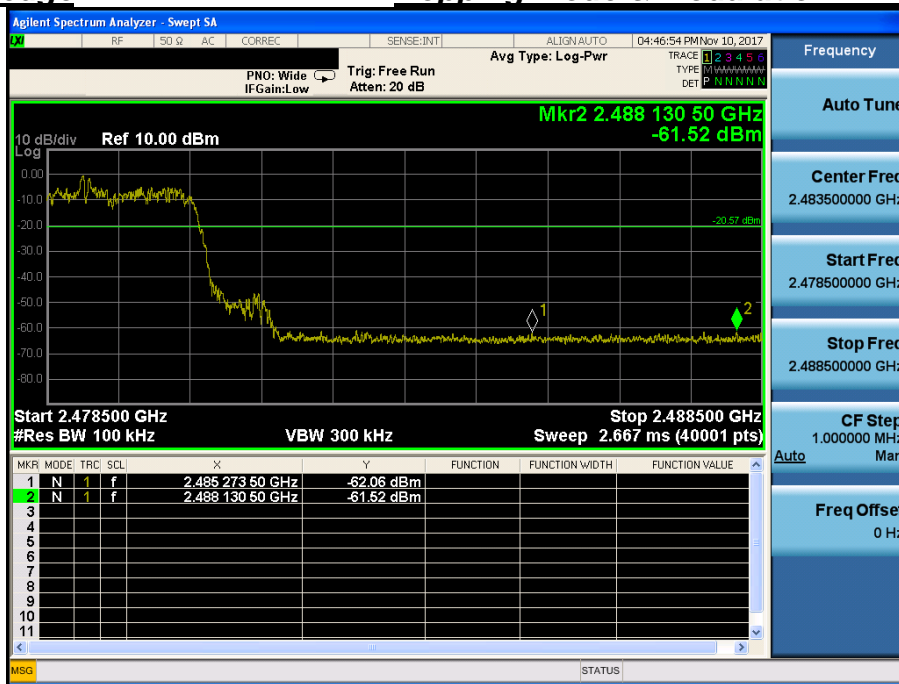 Agilent Spectrum Analyzer - Swept SA
LXI RF 50 Ω AC CORREC SENSE:INT ALIGN AUTO 04:46:54 PM Nov 10, 2017
Frequency
Avg Type: Log-Pwr TRACE 1 2 3 4 5 6
PNO: Wide Trig: Free Run TYPE M WWWWW
IFGain:Low Atten: 20 dB DET P N N N N N
Auto Tune
Mkr2 2.488 130 50 GHz
10 dB/div Ref 10.00 dBm -61.52 dBm
Log
0.00
-10.0
-20.0
-30.0
-40.0
-50.0
-60.0
-70.0
-80.0
-20.57 dBm
1
2
Center Freq
2.483500000 GHz
Start Freq
2.478500000 GHz
Stop Freq
2.488500000 GHz
Start 2.478500 GHz Stop 2.488500 GHz
#Res BW 100 kHz VBW 300 kHz Sweep 2.667 ms (40001 pts)
CF Step
1.000000 MHz
Auto Man
MKR MODE TRC SCL X Y FUNCTION FUNCTION WIDTH FUNCTION VALUE
1 N 1 f 2.485 273 50 GHz -62.06 dBm
2 N 1 f 2.488 130 50 GHz -61.52 dBm
3
4
5
6
7
8
9
10
11
Freq Offset
0 Hz
MSG STATUS